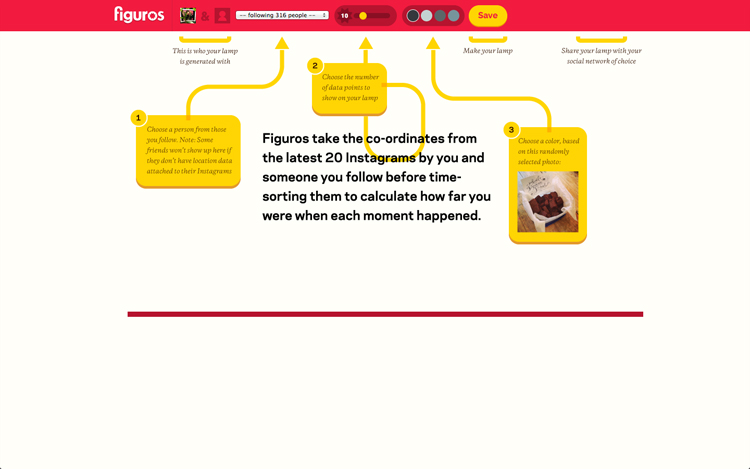 figuros & -- following 316 people -- 10 Save
This is who your lamp
is generated with
Make your lamp
Share your lamp with your
social network of choice
1
Choose a person from those
you follow. Note: Some
friends won't show up here if
they don't have location data
attached to their Instagrams
2
Choose the number
of data points to
show on your lamp
3
Choose a color, based
on this randomly
selected photo:
Figuros take the co-ordinates from
the latest 20 Instagrams by you and
someone you follow before time-
sorting them to calculate how far you
were when each moment happened.